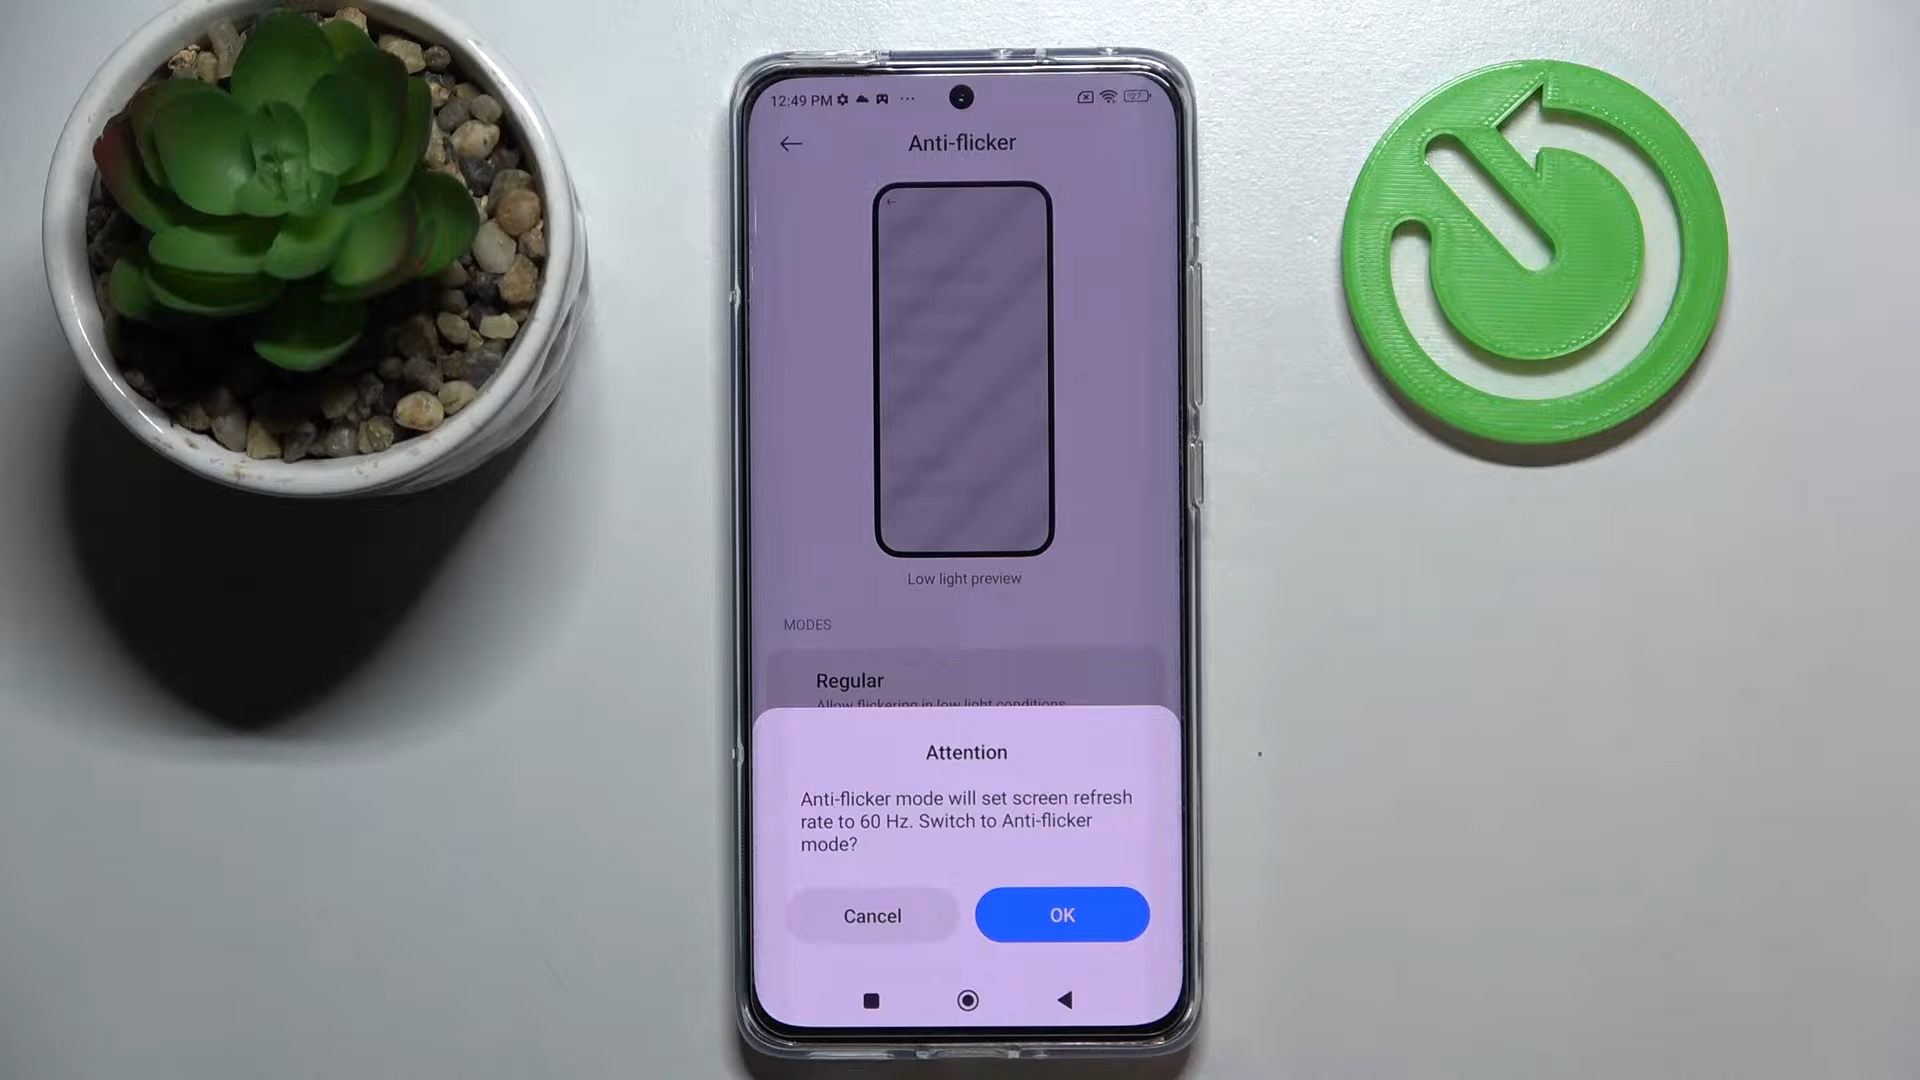 12:49 PM
27
Anti-flicker
Low light preview
MODES
Regular
Allow flickering in low light conditions
Attention
Anti-flicker mode will set screen refresh
rate to 60 Hz. Switch to Anti-flicker
mode?
Cancel
OK